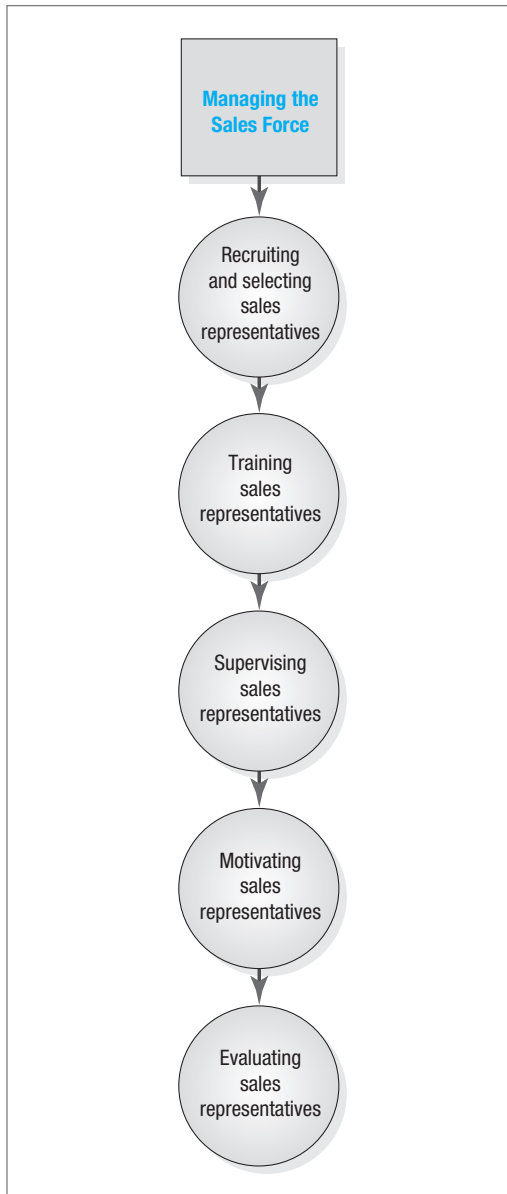 Managing the
Sales Force
Recruiting
and selecting
sales
representatives
Training
sales
representatives
Supervising
sales
representatives
Motivating
sales
representatives
Evaluating
sales
representatives